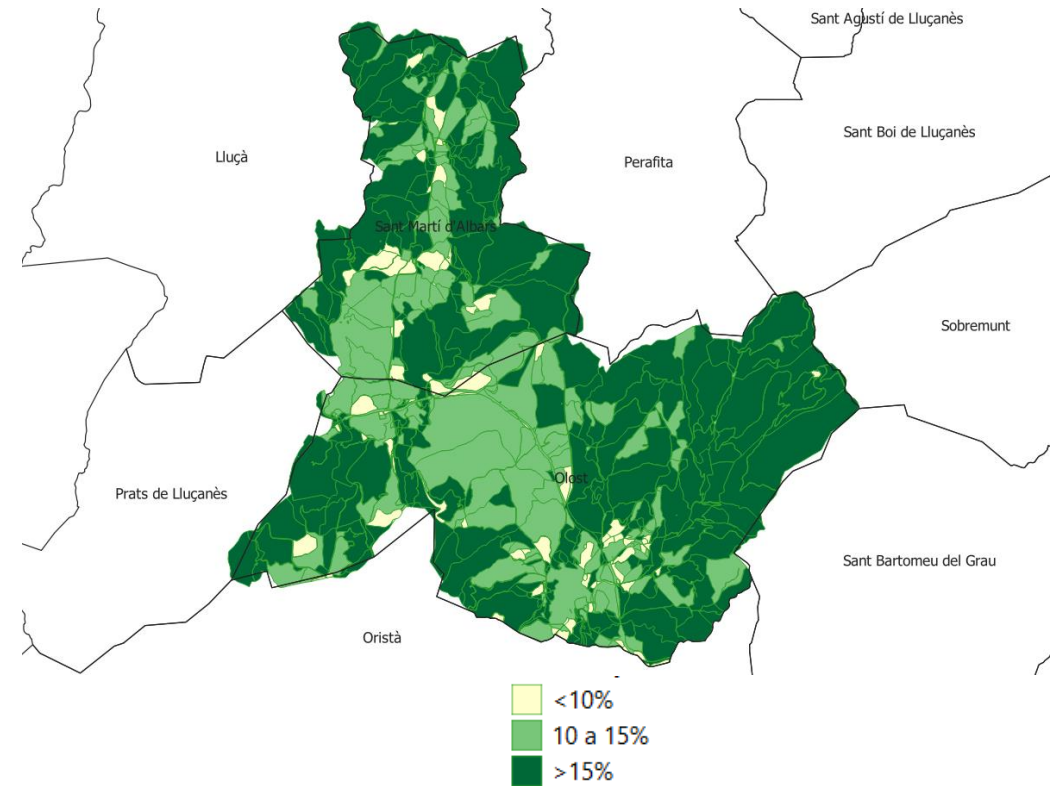 Sant Agustí de Lluçanès
Sant Boi de Lluçanès
Lluçà
Perafita
Sant Martí d'Albars
Sobremunt
Olost
Prats de Lluçanès
Sant Bartomeu del Grau
Oristà
<10%
10 a 15%
>15%